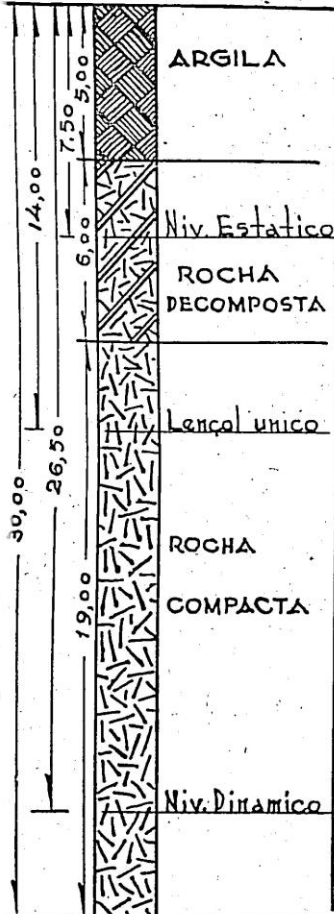 ARGILA
5,00
7.50
Niv. Estatico
14,00
6,00
ROCHA
DECOMPOSTA
Lençol unico
26,50
30,00
ROCHA
19,00
COMPACTA
Niv. Dinamico